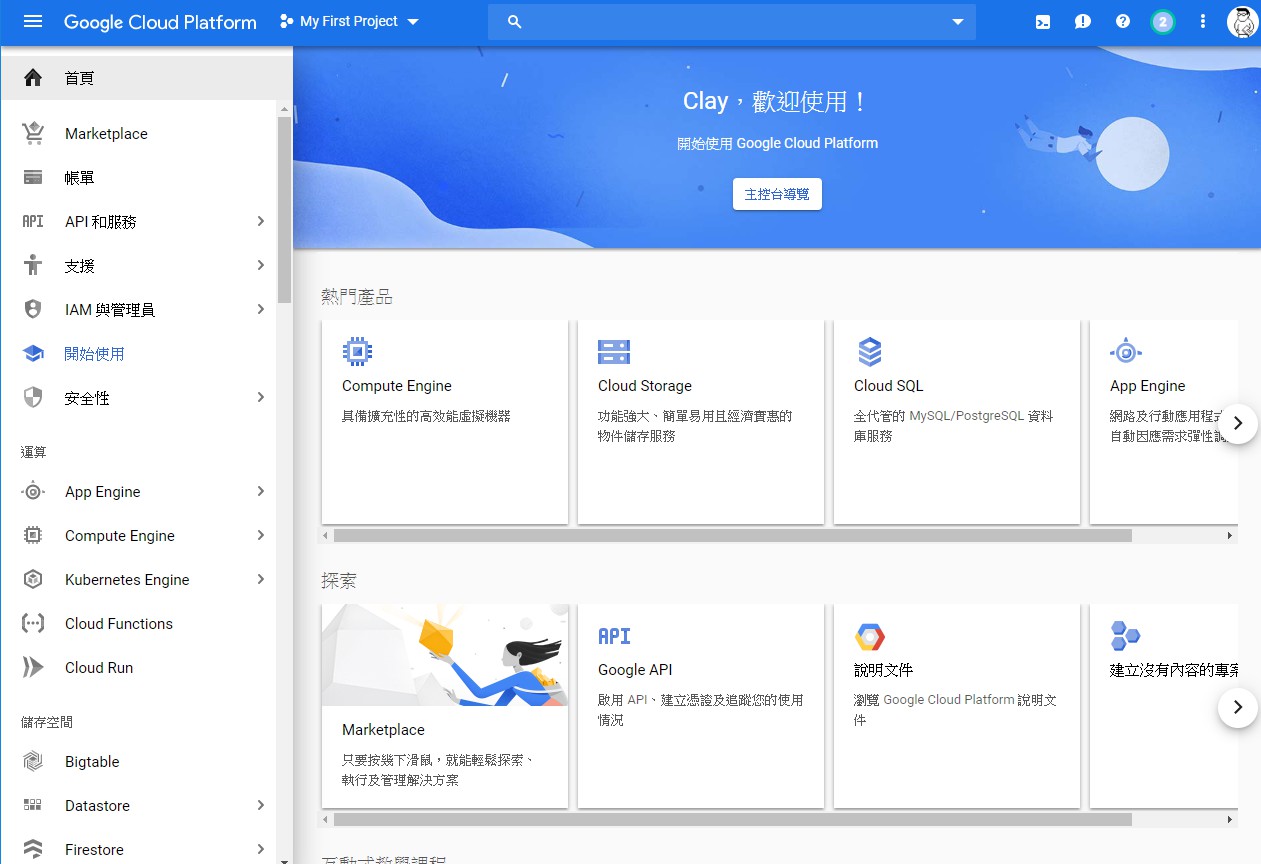 Google Cloud Platform
My First Project
2
首頁
Marketplace
帳單
API API 和服務
支援
IAM 與管理員
開始使用
安全性
運算
App Engine
Compute Engine
Kubernetes Engine
Cloud Functions
Cloud Run
儲存空間
Bigtable
Datastore
Firestore
Clay，歡迎使用！
開始使用 Google Cloud Platform
主控台導覽
熱門產品
Compute Engine
具備擴充性的高效能虛擬機器
Cloud Storage
功能強大、簡單易用且經濟實惠的
物件儲存服務
Cloud SQL
全代管的 MySQL/PostgreSQL 資料
庫服務
App Engine
網路及行動應用程式
自動因應需求彈性調
探索
Marketplace
只要按幾下滑鼠，就能輕鬆探索、
執行及管理解決方案
API
Google API
啟用 API、建立憑證及追蹤您的使用
情況
說明文件
瀏覽 Google Cloud Platform 說明文
件
建立沒有內容的專案
互動式教學課程